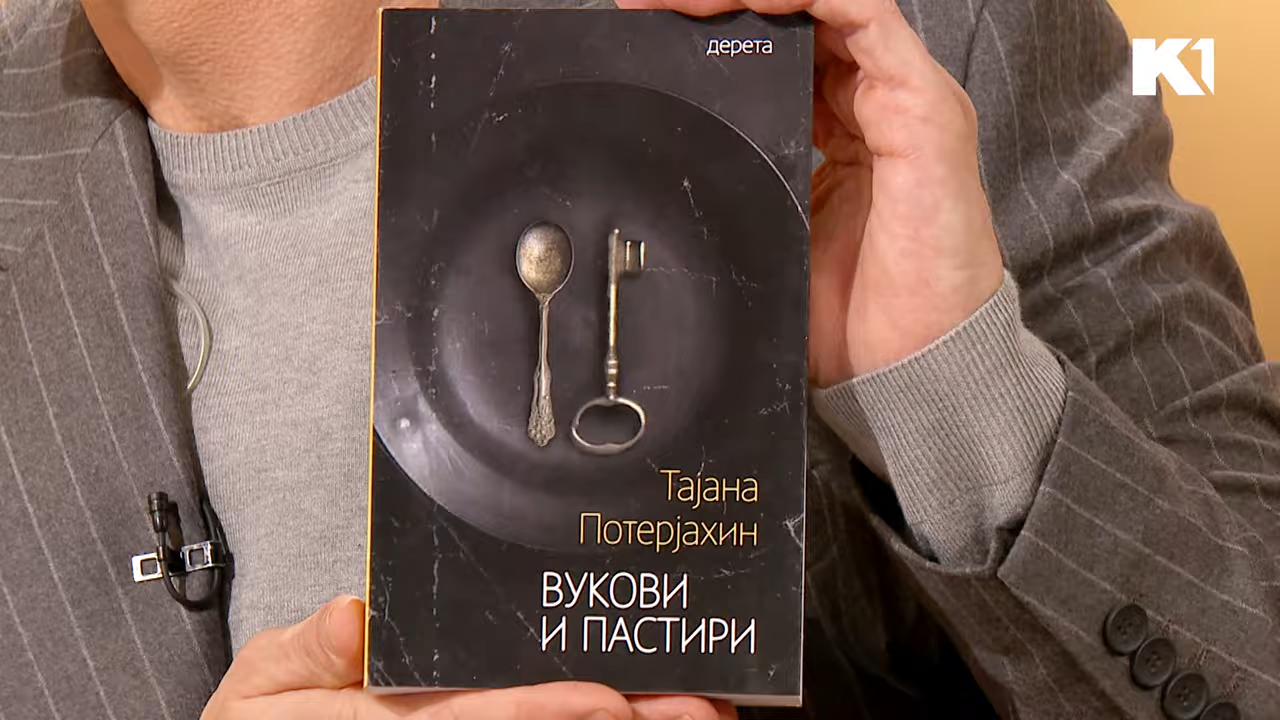 дерета
K1
Тајана
Потерјахин
ВУКОВИ
И ПАСТИРИ